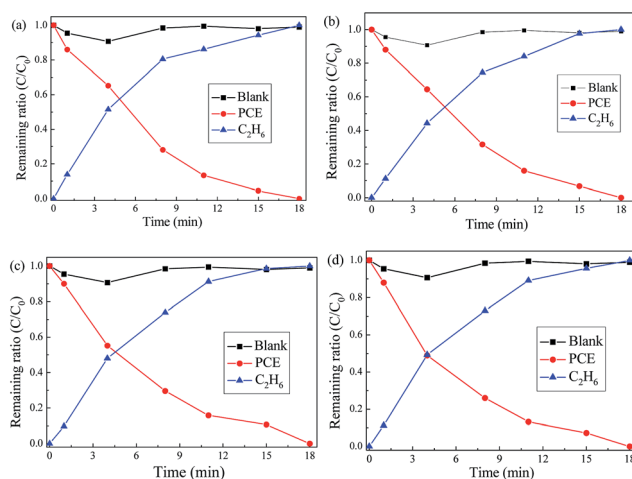 (a)
Remaining ratio (C/C₀)
1.0
0.8
0.6
0.4
0.2
0.0
Blank
PCE
C₂H₆
0 3 6 9 12 15 18
Time (min)
(b)
Remaining ratio (C/C₀)
1.0
0.8
0.6
0.4
0.2
0.0
Blank
PCE
C₂H₆
0 3 6 9 12 15 18
Time (min)
(c)
Remaining ratio (C/C₀)
1.0
0.8
0.6
0.4
0.2
0.0
Blank
PCE
C₂H₆
0 3 6 9 12 15 18
Time (min)
(d)
Remaining ratio (C/C₀)
1.0
0.8
0.6
0.4
0.2
0.0
Blank
PCE
C₂H₆
0 3 6 9 12 15 18
Time (min)